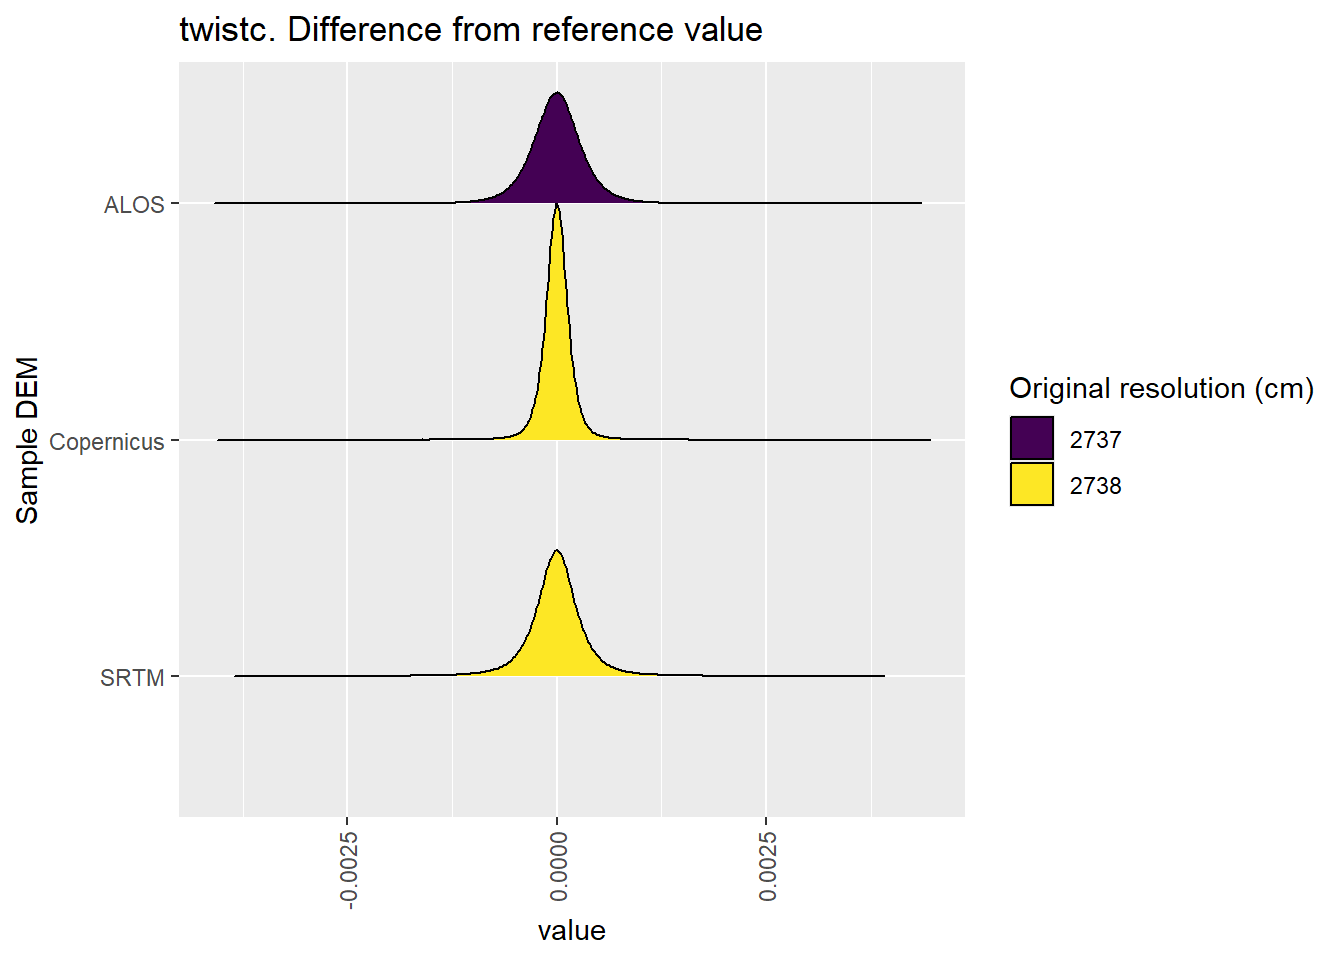 twistc. Difference from reference value
ALOS
Copernicus
SRTM
Sample DEM
-0.0025
0.0000
0.0025
value
Original resolution (cm)
2737
2738